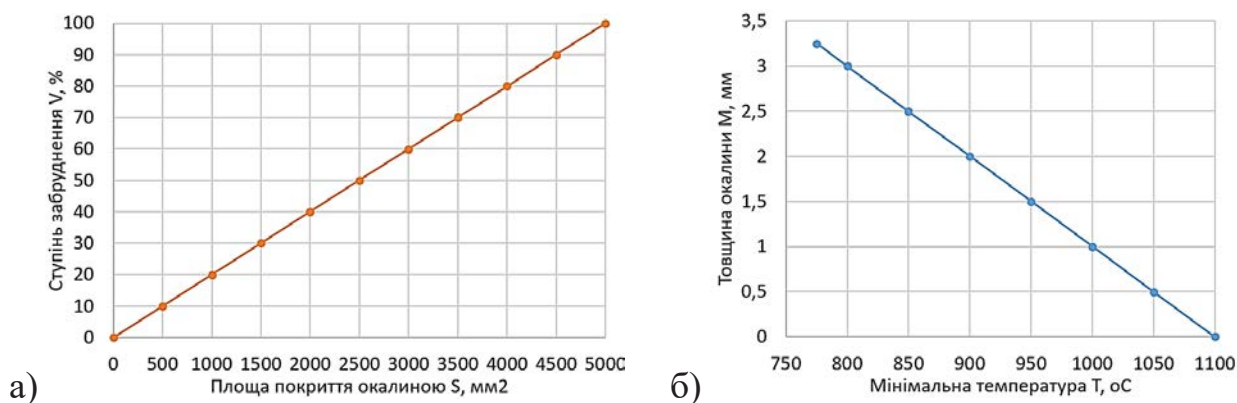 Ступінь забруднення V, %
100
90
80
70
60
50
40
30
20
10
0
0 500 1000 1500 2000 2500 3000 3500 4000 4500 5000
Площа покриття окалиною S, мм2
а)
Товщина окалини М, мм
3,5
3
2,5
2
1,5
1
0,5
0
750 800 850 900 950 1000 1050 1100
Мінімальна температура Т, оС
б)